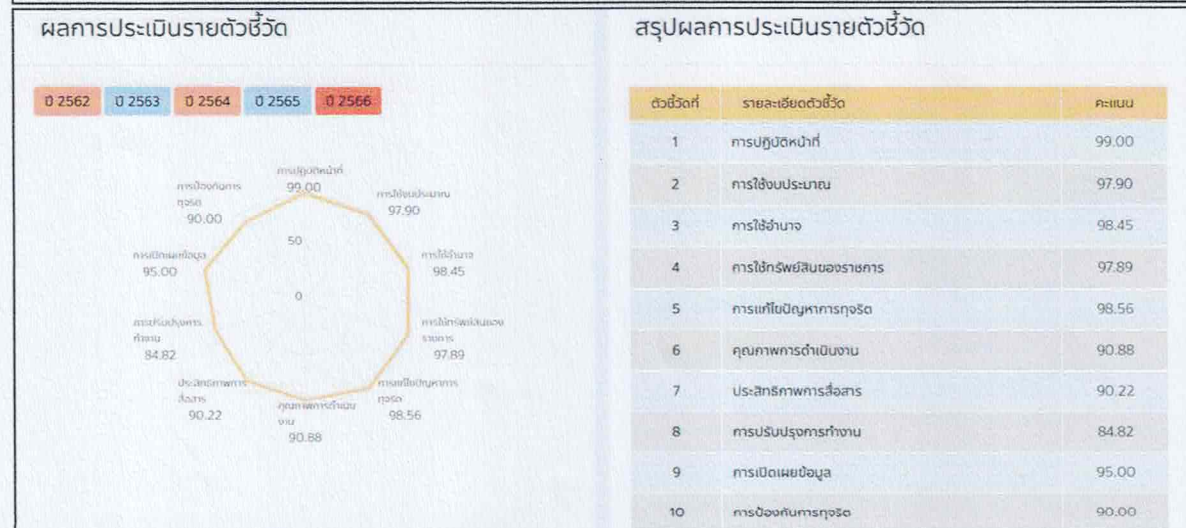 ผลการประเมินรายตัวชี้วัด
ปี 2562 ปี 2563 ปี 2564 ปี 2565 ปี 2566
การปฏิบัติหน้าที่
99.00
การใช้งบประมาณ
97.90
การใช้อำนาจ
98.45
การใช้ทรัพย์สินของ
ราชการ
97.89
การแก้ไขปัญหาการ
ทุจริต
98.56
คุณภาพการดำเนิน
งาน
90.88
ประสิทธิภาพการ
สื่อสาร
90.22
การปรับปรุงการ
ทำงาน
84.82
การเปิดเผยข้อมูล
95.00
การป้องกันการ
ทุจริต
90.00
50
0
สรุปผลการประเมินรายตัวชี้วัด
ตัวชี้วัดที่ รายละเอียดตัวชี้วัด คะแนน
1 การปฏิบัติหน้าที่ 99.00
2 การใช้งบประมาณ 97.90
3 การใช้อำนาจ 98.45
4 การใช้ทรัพย์สินของราชการ 97.89
5 การแก้ไขปัญหาการทุจริต 98.56
6 คุณภาพการดำเนินงาน 90.88
7 ประสิทธิภาพการสื่อสาร 90.22
8 การปรับปรุงการทำงาน 84.82
9 การเปิดเผยข้อมูล 95.00
10 การป้องกันการทุจริต 90.00